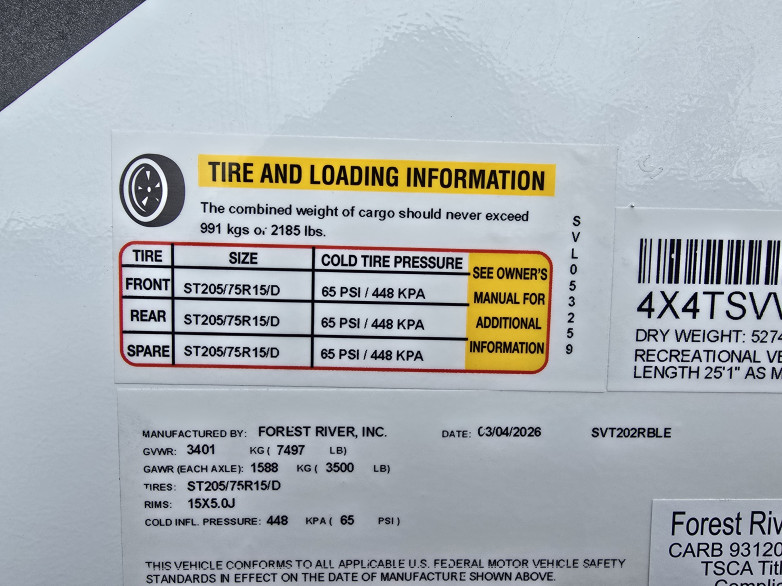 TIRE AND LOADING INFORMATION
The combined weight of cargo should never exceed
991 kgs or 2185 lbs.
TIRE SIZE COLD TIRE PRESSURE SEE OWNER'S MANUAL FOR ADDITIONAL INFORMATION
FRONT ST205/75R15/D 65 PSI / 448 KPA
REAR ST205/75R15/D 65 PSI / 448 KPA
SPARE ST205/75R15/D 65 PSI / 448 KPA
SVL053259
4X4TSV
DRY WEIGHT: 5274
RECREATIONAL VE
LENGTH 25'1" AS M
MANUFACTURED BY: FOREST RIVER, INC. DATE: 03/04/2026 SVT202RBLE
GVWR: 3401 KG ( 7497 LB)
GAWR (EACH AXLE): 1588 KG ( 3500 LB)
TIRES: ST205/75R15/D
RIMS: 15X5.0J
COLD INFL. PRESSURE: 448 KPA ( 65 PSI )
THIS VEHICLE CONFORMS TO ALL APPLICABLE U.S. FEDERAL MOTOR VEHICLE SAFETY
STANDARDS IN EFFECT ON THE DATE OF MANUFACTURE SHOWN ABOVE.
Forest Riv
CARB 93120
TSCA Titl
Compli